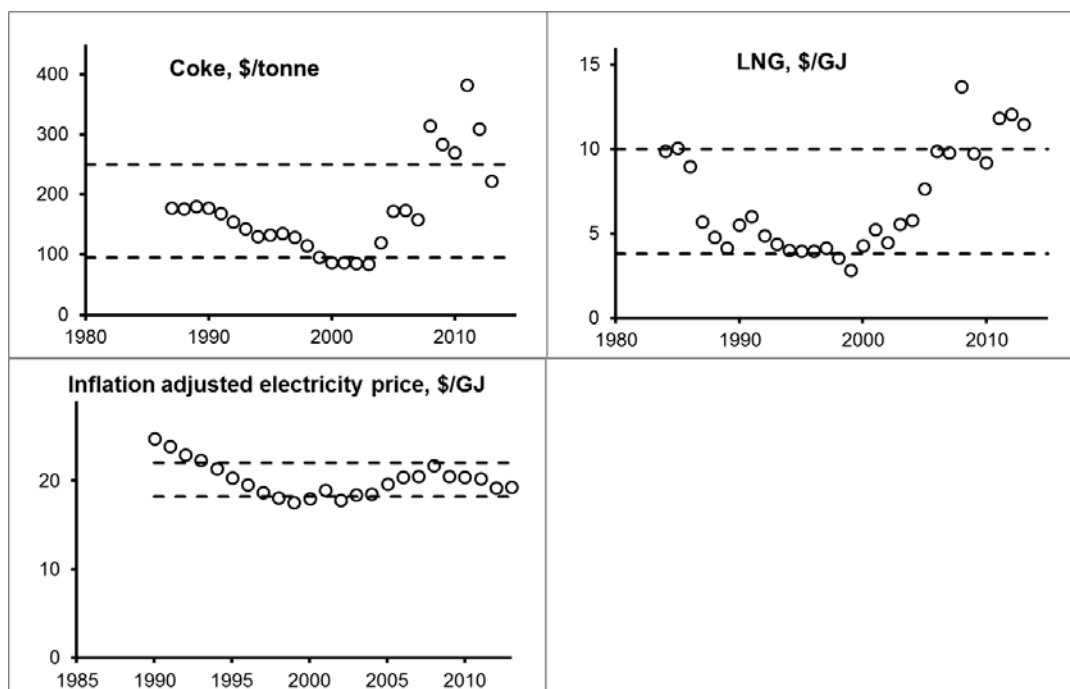 Coke, $/tonne
400
300
200
100
0
1980 1990 2000 2010
LNG, $/GJ
15
10
5
0
1980 1990 2000 2010
Inflation adjusted electricity price, $/GJ
20
10
0
1985 1990 1995 2000 2005 2010